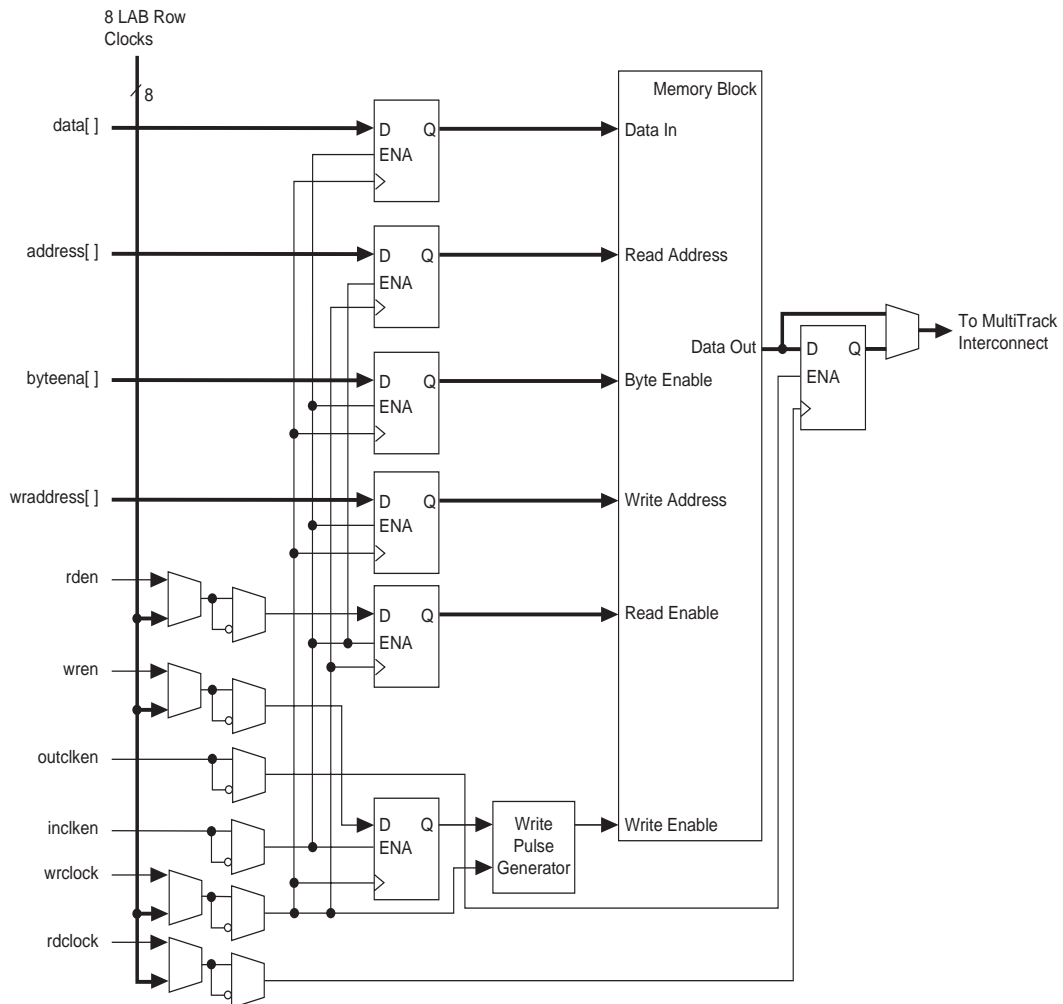 8 LAB Row
Clocks
8
Memory Block
data[ ]
D Q
ENA
Data In
address[ ]
D Q
ENA
Read Address
Data Out
D Q
ENA
To MultiTrack
Interconnect
byteena[ ]
D Q
ENA
Byte Enable
wraddress[ ]
D Q
ENA
Write Address
rden
D Q
ENA
Read Enable
wren
outclken
inclken
D Q
ENA
Write
Pulse
Generator
Write Enable
wrclock
rdclock